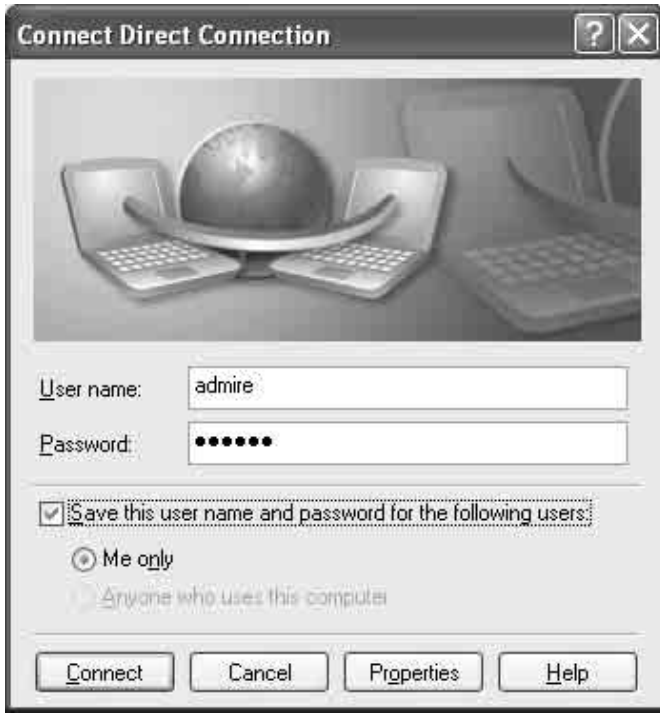 Connect Direct Connection
User name: admire
Password: ••••••
Save this user name and password for the following users:
Me only
Anyone who uses this computer
Connect Cancel Properties Help